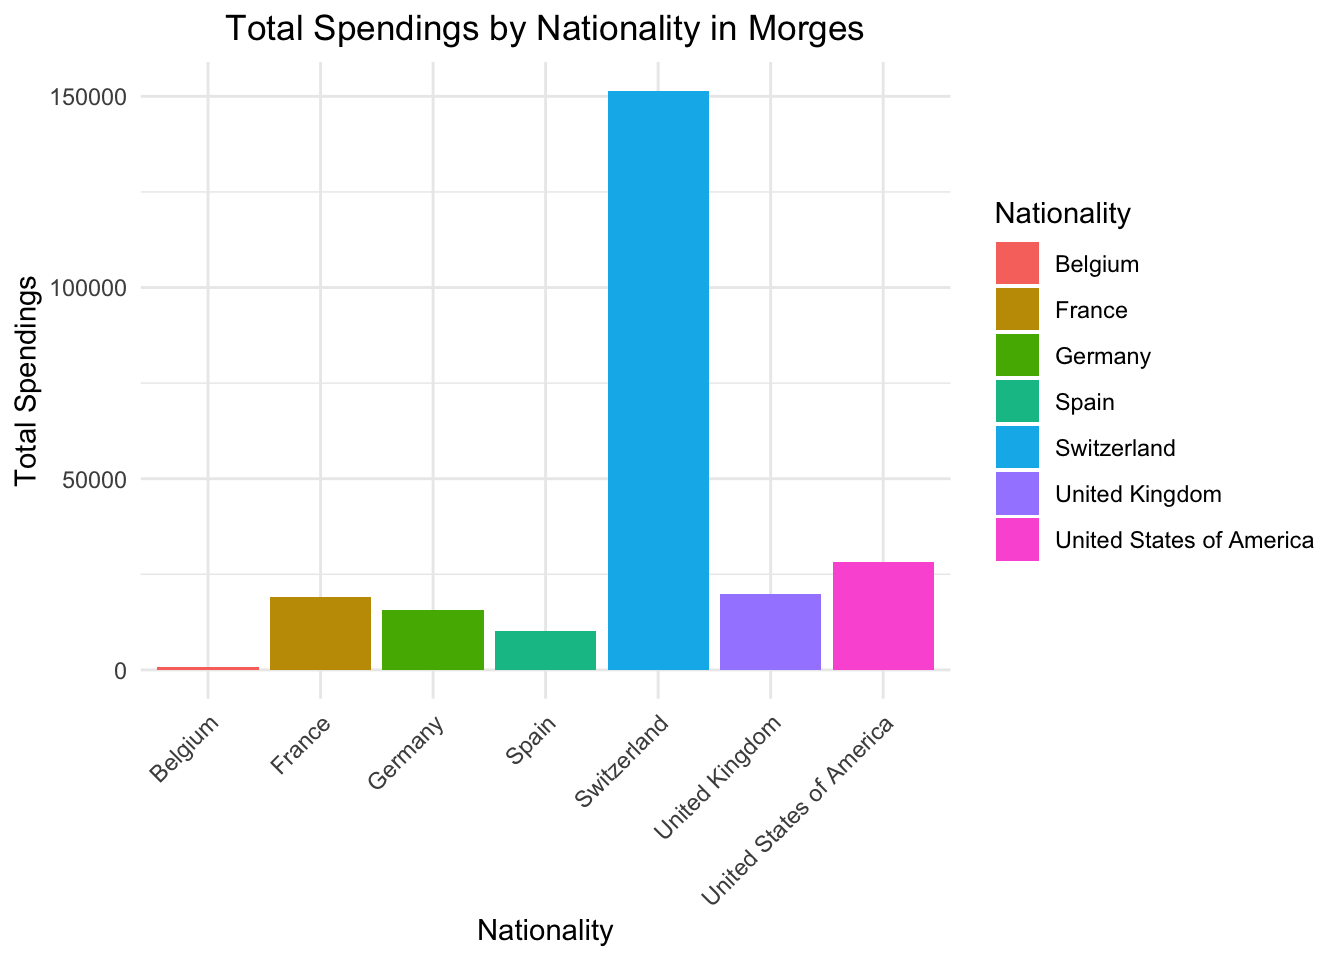 Total Spendings by Nationality in Morges
Total Spendings
150000
100000
50000
0
Belgium
France
Germany
Spain
Switzerland
United Kingdom
United States of America
Nationality
Nationality
Belgium
France
Germany
Spain
Switzerland
United Kingdom
United States of America